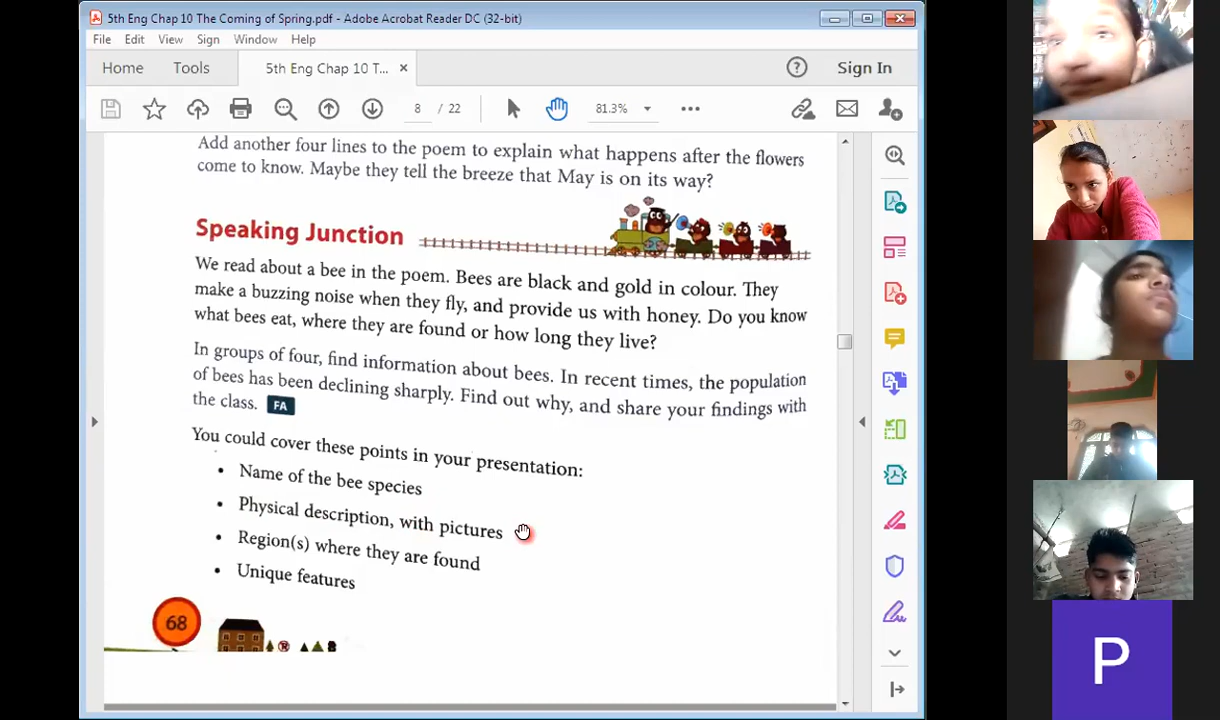 5th Eng Chap 10 The Coming of Spring.pdf - Adobe Acrobat Reader DC (32-bit)
File Edit View Sign Window Help
Home Tools 5th Eng Chap 10 T... × Sign In
8 / 22 81.3%
Add another four lines to the poem to explain what happens after the flowers
come to know. Maybe they tell the breeze that May is on its way?
Speaking Junction
We read about a bee in the poem. Bees are black and gold in colour. They
make a buzzing noise when they fly, and provide us with honey. Do you know
what bees eat, where they are found or how long they live?
In groups of four, find information about bees. In recent times, the population
of bees has been declining sharply. Find out why, and share your findings with
the class. FA
You could cover these points in your presentation:
• Name of the bee species
• Physical description, with pictures
• Region(s) where they are found
• Unique features
68
P